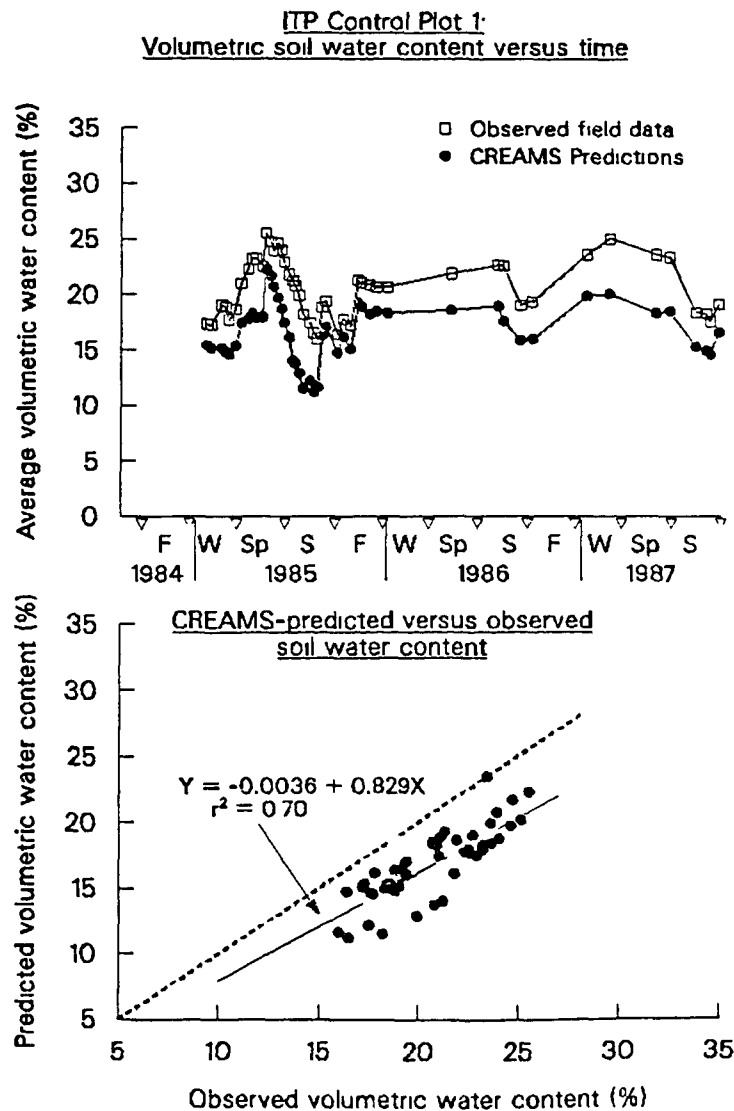 ITP Control Plot 1:
Volumetric soil water content versus time
Average volumetric water content (%)
35
30
25
20
15
10
5
0
Observed field data
CREAMS Predictions
F W Sp S F W Sp S F W Sp S
1984 1985 1986 1987
CREAMS-predicted versus observed
soil water content
Predicted volumetric water content (%)
35
30
25
20
15
10
5
Y = -0.0036 + 0.829X
r² = 0 70
5 10 15 20 25 30 35
Observed volumetric water content (%)